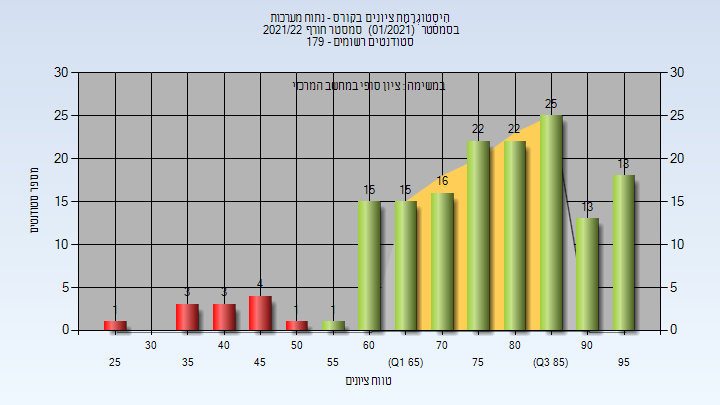 היסטוגרמת ציונים בקורס - נתוח מערכות
בסמסטר (01/2021) סמסטר חורף 2021/22
סטודנטים רשומים - 179
במשימה : ציון סופי במחשב המרכזי
מספר סטודנטים
30 30
25 25
20 20
15 15
10 10
5 5
0 0
1 3 3 4 1 1 15 15 16 22 22 25 13 18
30 40 50 60 70 80 90
25 35 45 55 (Q1 65) 75 (Q3 85) 95
טווח ציונים